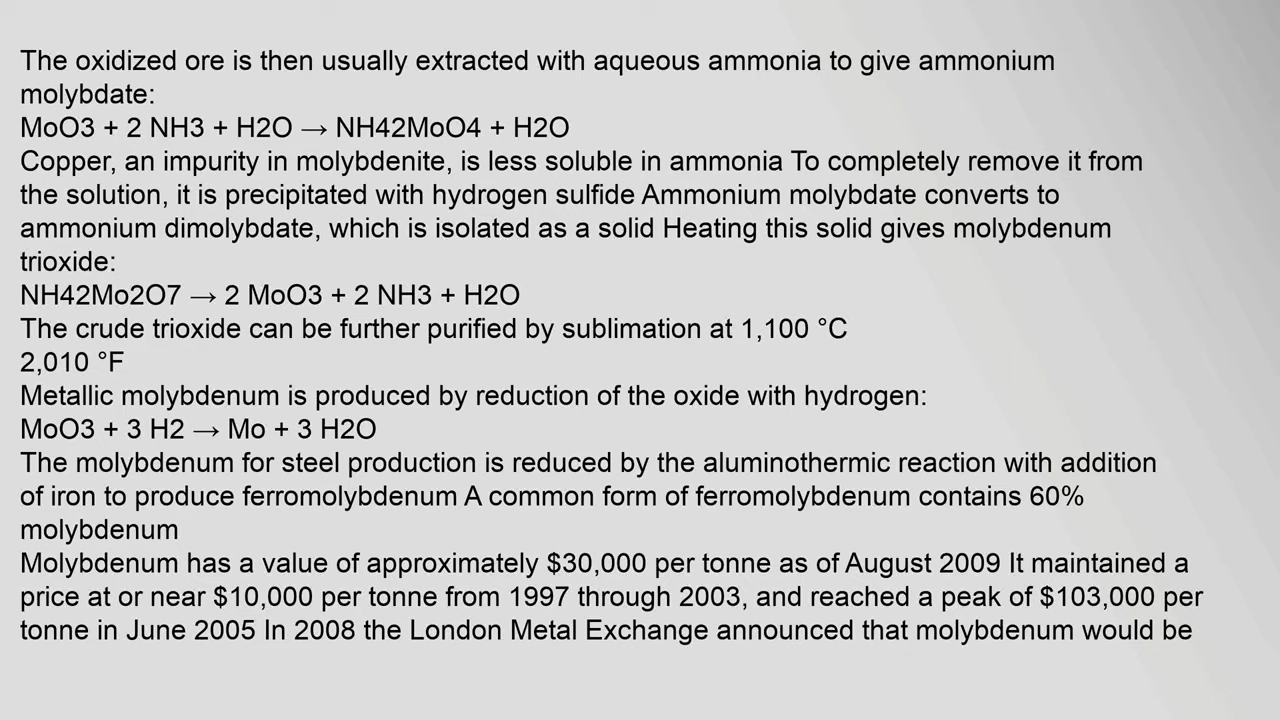 The oxidized ore is then usually extracted with aqueous ammonia to give ammonium
molybdate:
MoO3 + 2 NH3 + H2O → NH42MoO4 + H2O
Copper, an impurity in molybdenite, is less soluble in ammonia To completely remove it from
the solution, it is precipitated with hydrogen sulfide Ammonium molybdate converts to
ammonium dimolybdate, which is isolated as a solid Heating this solid gives molybdenum
trioxide:
NH42Mo2O7 → 2 MoO3 + 2 NH3 + H2O
The crude trioxide can be further purified by sublimation at 1,100 °C
2,010 °F
Metallic molybdenum is produced by reduction of the oxide with hydrogen:
MoO3 + 3 H2 → Mo + 3 H2O
The molybdenum for steel production is reduced by the aluminothermic reaction with addition
of iron to produce ferromolybdenum A common form of ferromolybdenum contains 60%
molybdenum
Molybdenum has a value of approximately $30,000 per tonne as of August 2009 It maintained a
price at or near $10,000 per tonne from 1997 through 2003, and reached a peak of $103,000 per
tonne in June 2005 In 2008 the London Metal Exchange announced that molybdenum would be